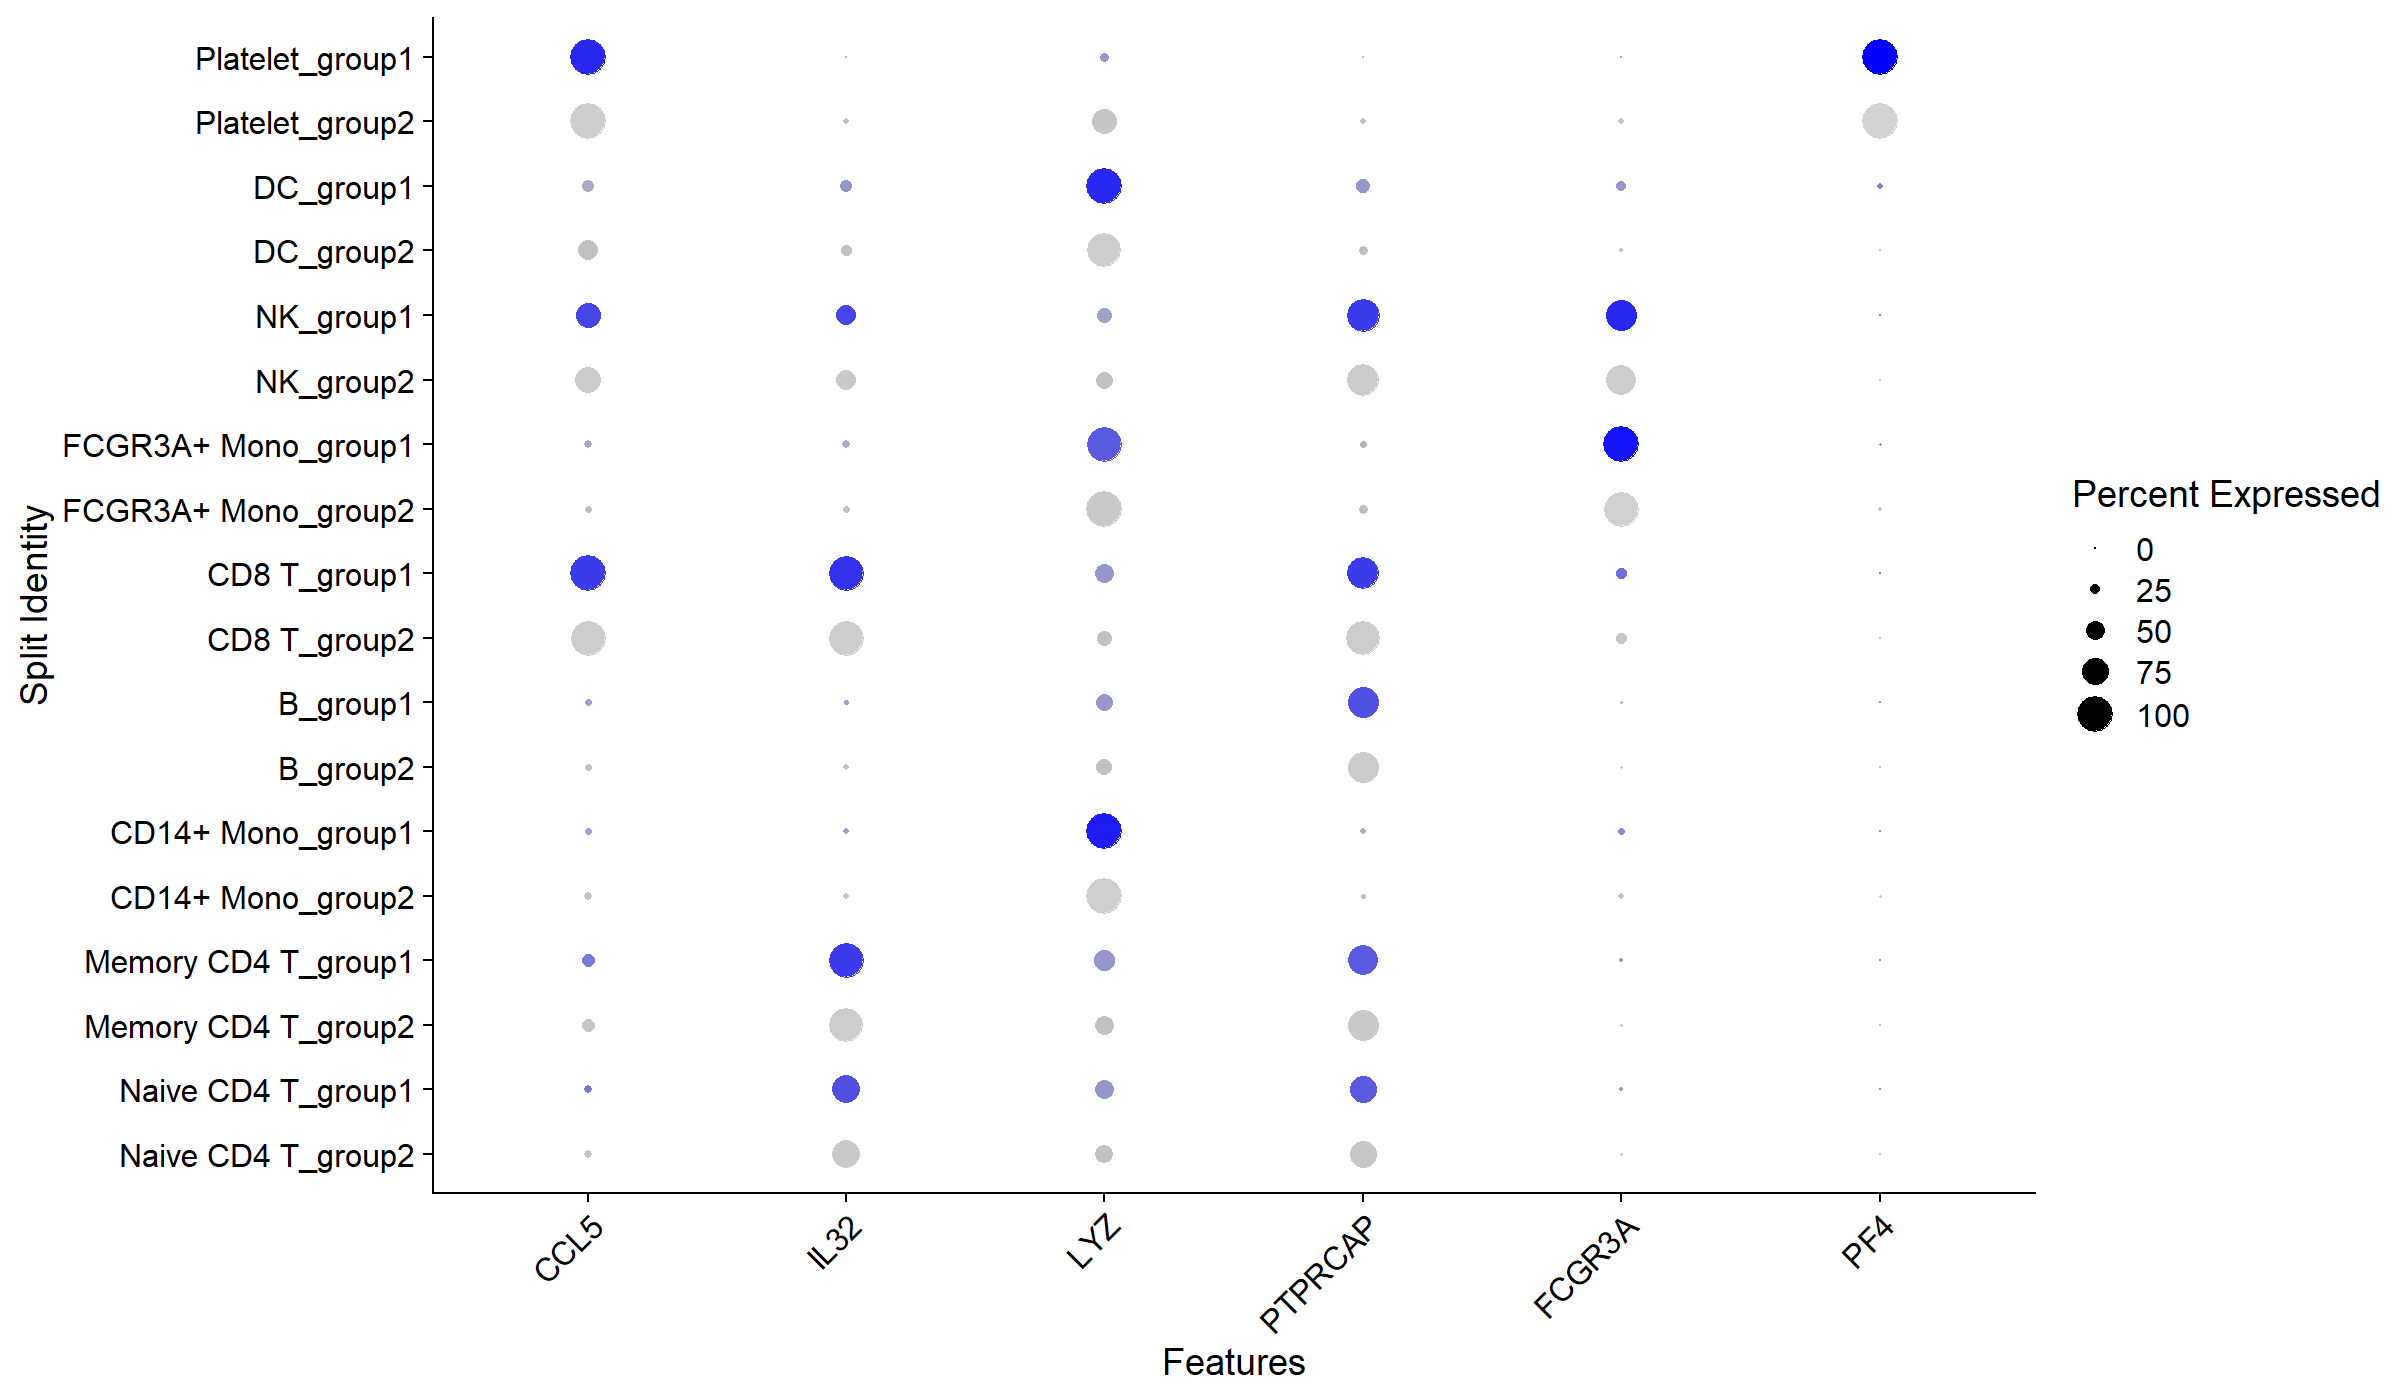 Platelet_group1
Platelet_group2
DC_group1
DC_group2
NK_group1
NK_group2
FCGR3A+ Mono_group1
FCGR3A+ Mono_group2
CD8 T_group1
CD8 T_group2
B_group1
B_group2
CD14+ Mono_group1
CD14+ Mono_group2
Memory CD4 T_group1
Memory CD4 T_group2
Naive CD4 T_group1
Naive CD4 T_group2
Split Identity
CCL5
IL32
LYZ
PTPRCAP
FCGR3A
PF4
Features
Percent Expressed
0
25
50
75
100